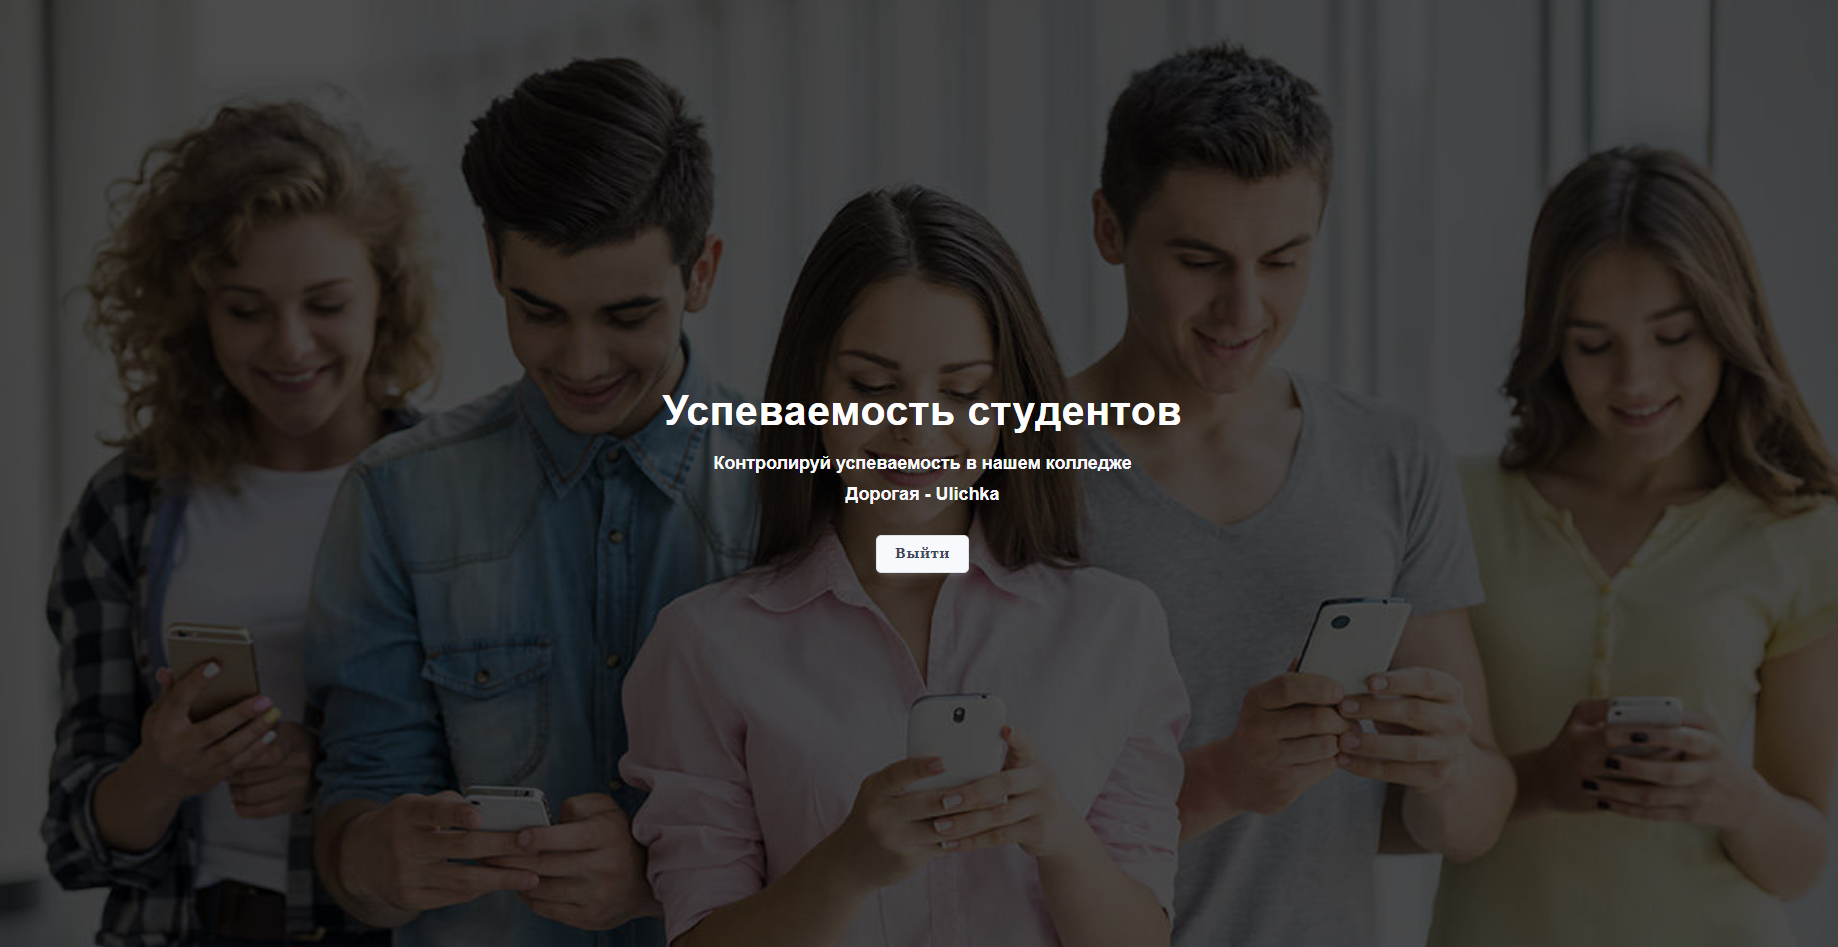 Успеваемость студентов
Контролируй успеваемость в нашем колледже
Дорогая - Ulichka
Выйти